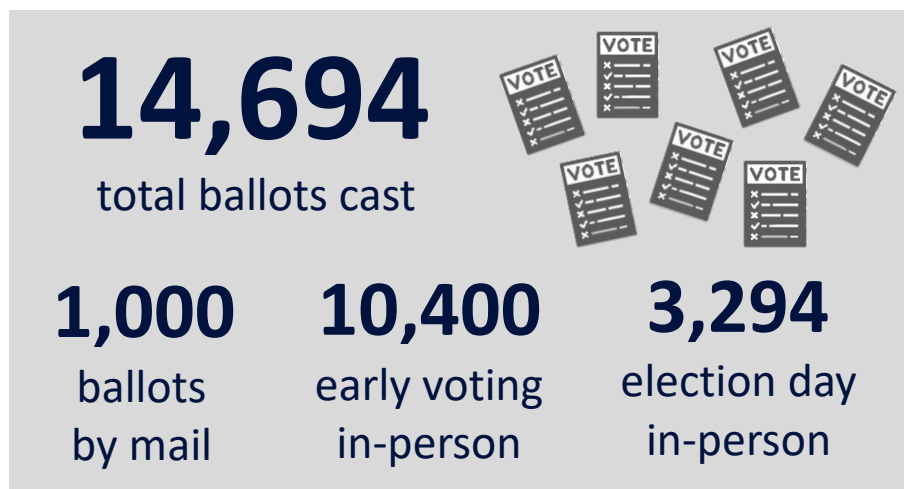 14,694
total ballots cast
VOTE
VOTE
VOTE
VOTE
VOTE
VOTE
VOTE
1,000
ballots
by mail
10,400
early voting
in-person
3,294
election day
in-person